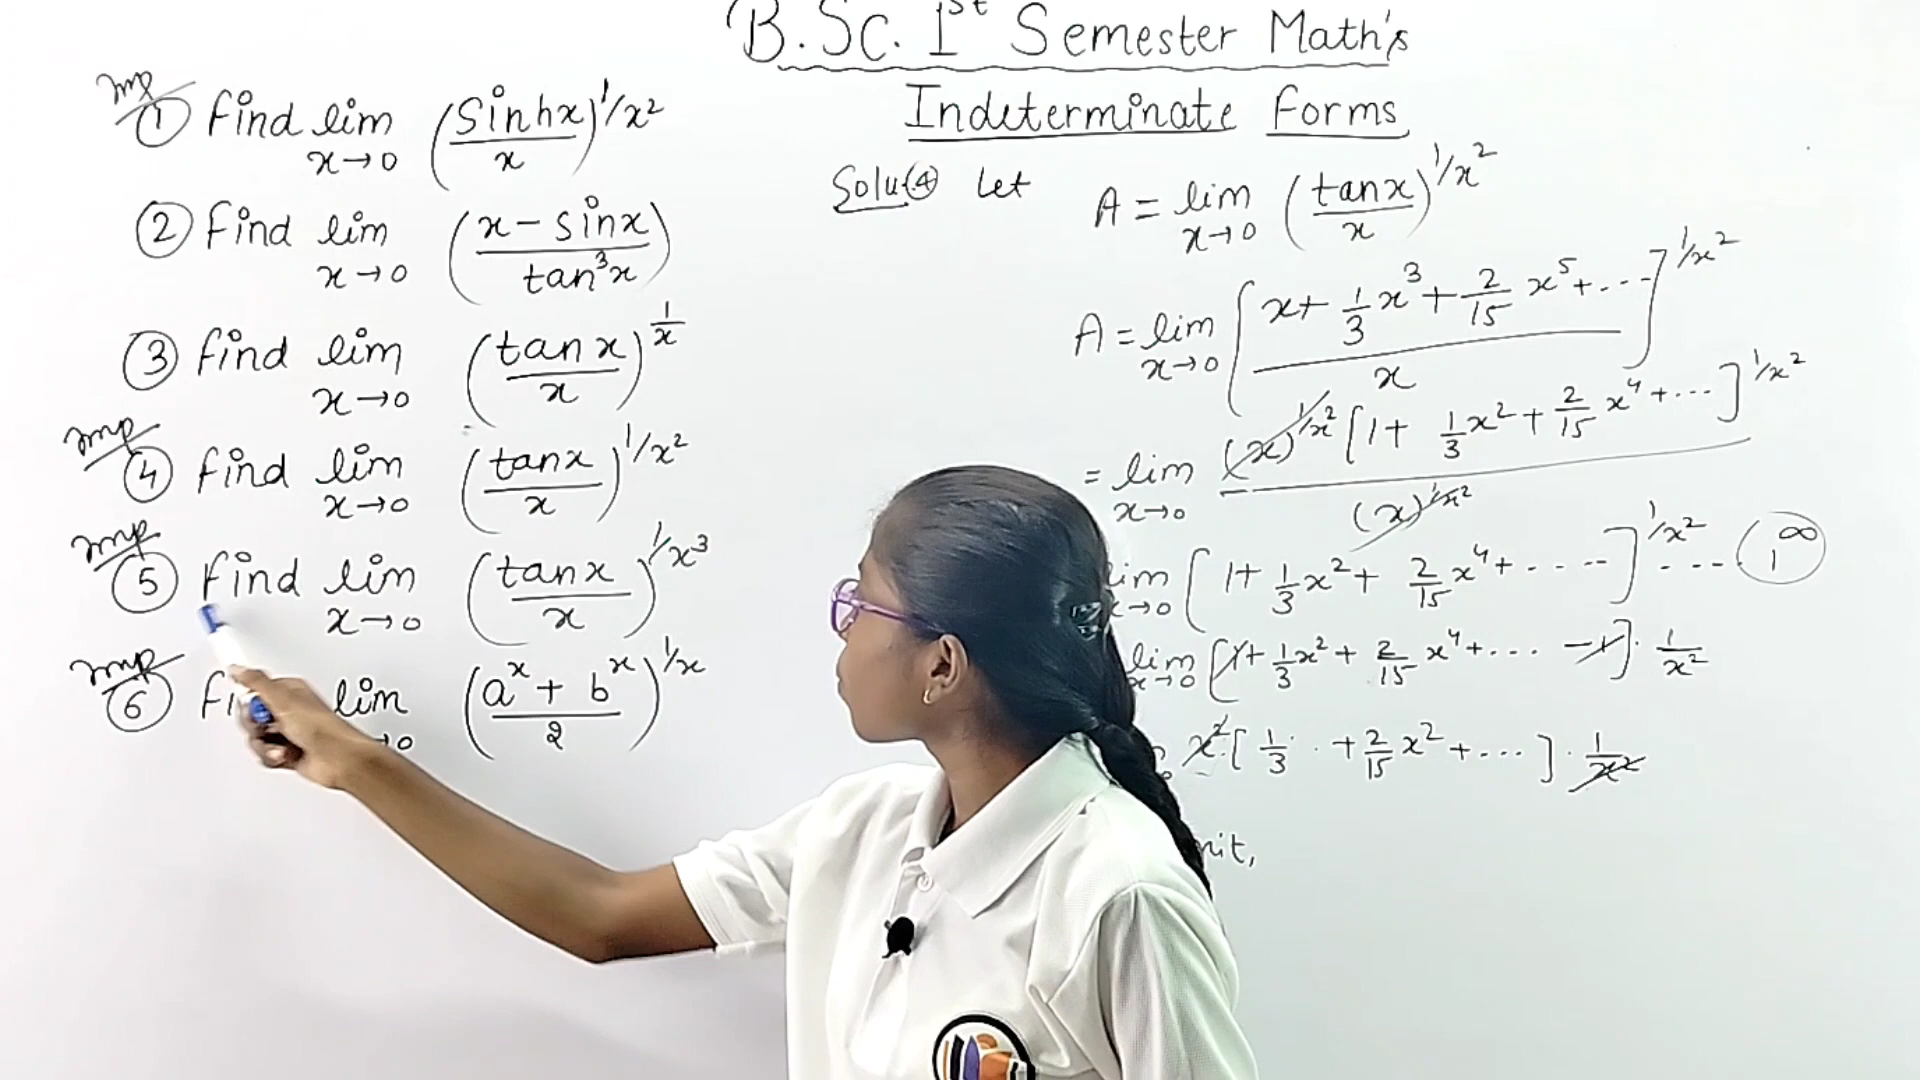 B.Sc. 1st Semester Math's
Indeterminate Forms
Imp
① Find lim x→0 (sinhx/x)^1/x²
② Find lim x→0 (x - sinx/tan³x)
③ Find lim x→0 (tanx/x)^1/x
Imp
④ Find lim x→0 (tanx/x)^1/x²
Imp
⑤ Find lim x→0 (tanx/x)^1/x³
Imp
⑥ lim →0 (a^x + b^x/2)^1/x
Solu④ Let A = lim x→0 (tanx/x)^1/x²
A = lim x→0 [x + 1/3 x³ + 2/15 x⁵ + .... / x]^1/x²
= lim x→0 (x)^1/x² [1 + 1/3 x² + 2/15 x⁴ + ....]^1/x² / (x)^1/x²
lim x→0 [1 + 1/3 x² + 2/15 x⁴ + .....]^1/x² .... (1^∞)
lim x→0 [1 + 1/3 x² + 2/15 x⁴ + .... - 1] . 1/x²
x² [1/3 + 2/15 x² + ....] . 1/x²